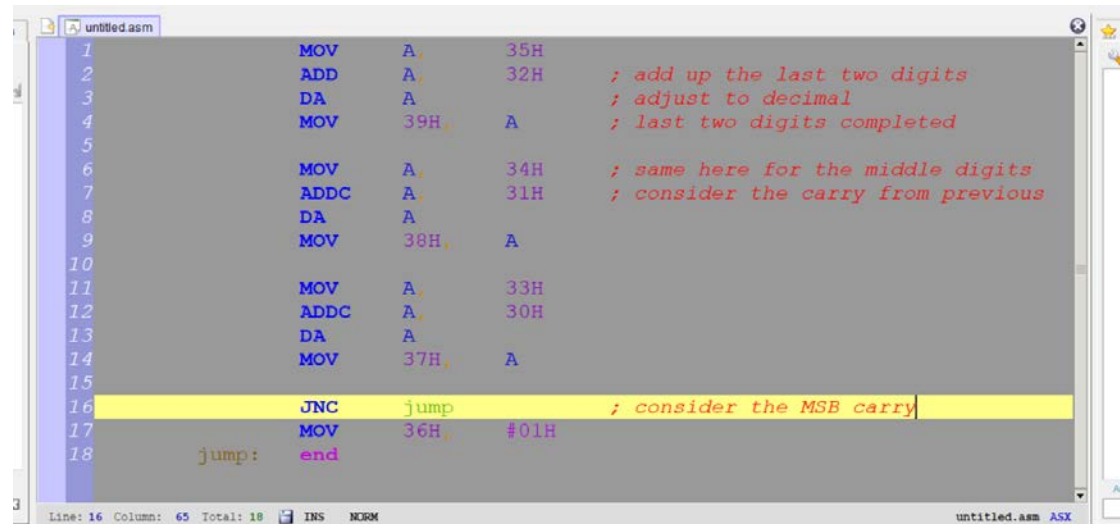 untitled.asm
1 MOV A, 35H
2 ADD A, 32H ; add up the last two digits
3 DA A ; adjust to decimal
4 MOV 39H, A ; last two digits completed
5
6 MOV A, 34H ; same here for the middle digits
7 ADDC A, 31H ; consider the carry from previous
8 DA A
9 MOV 38H, A
10
11 MOV A, 33H
12 ADDC A, 30H
13 DA A
14 MOV 37H, A
15
16 JNC jump ; consider the MSB carry
17 MOV 36H, #01H
18 jump: end
Line: 16 Column: 65 Total: 18 INS NORM untitled.asm ASX